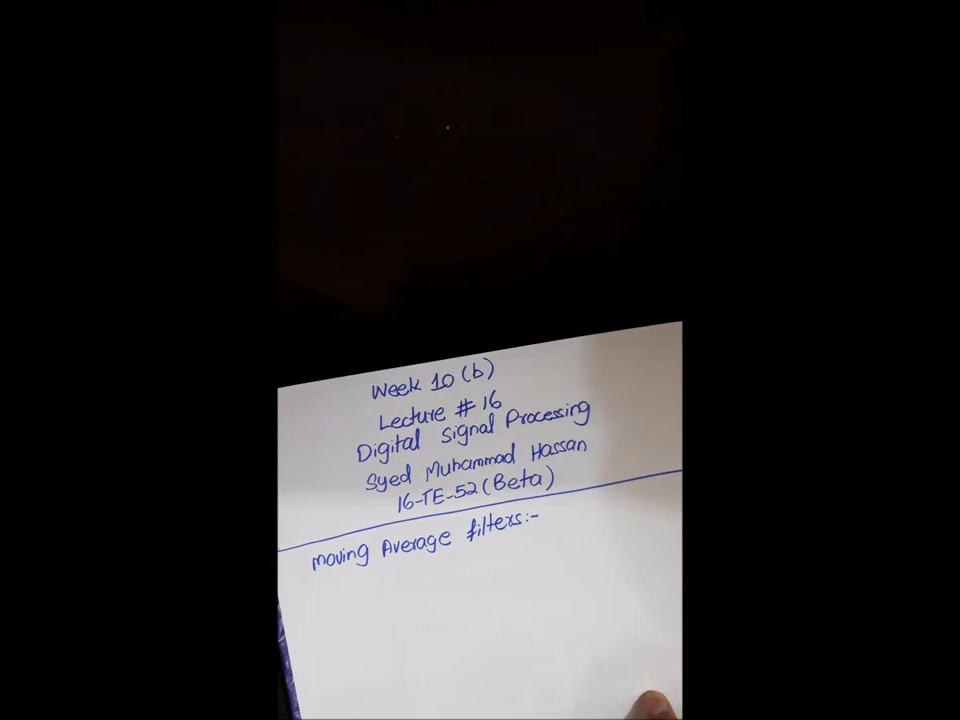 Week 10 (b)
Lecture # 16
Digital Signal Processing
Syed Muhammad Hassan
16-TE-52 (Beta)
Moving Average filters:-